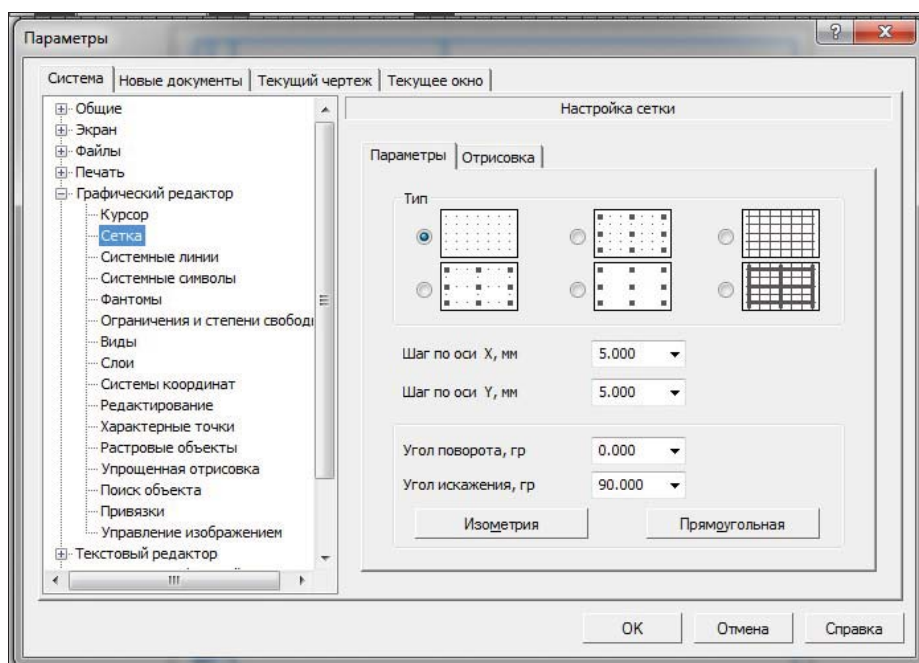 Параметры
Система Новые документы Текущий чертеж Текущее окно
Общие
Экран
Файлы
Печать
Графический редактор
Курсор
Сетка
Системные линии
Системные символы
Фантомы
Ограничения и степени свободы
Виды
Слои
Системы координат
Редактирование
Характерные точки
Растровые объекты
Упрощенная отрисовка
Поиск объекта
Привязки
Управление изображением
Текстовый редактор
Настройка сетки
Параметры Отрисовка
Тип
Шаг по оси X, мм 5.000
Шаг по оси Y, мм 5.000
Угол поворота, гр 0.000
Угол искажения, гр 90.000
Изометрия Прямоугольная
OK Отмена Справка